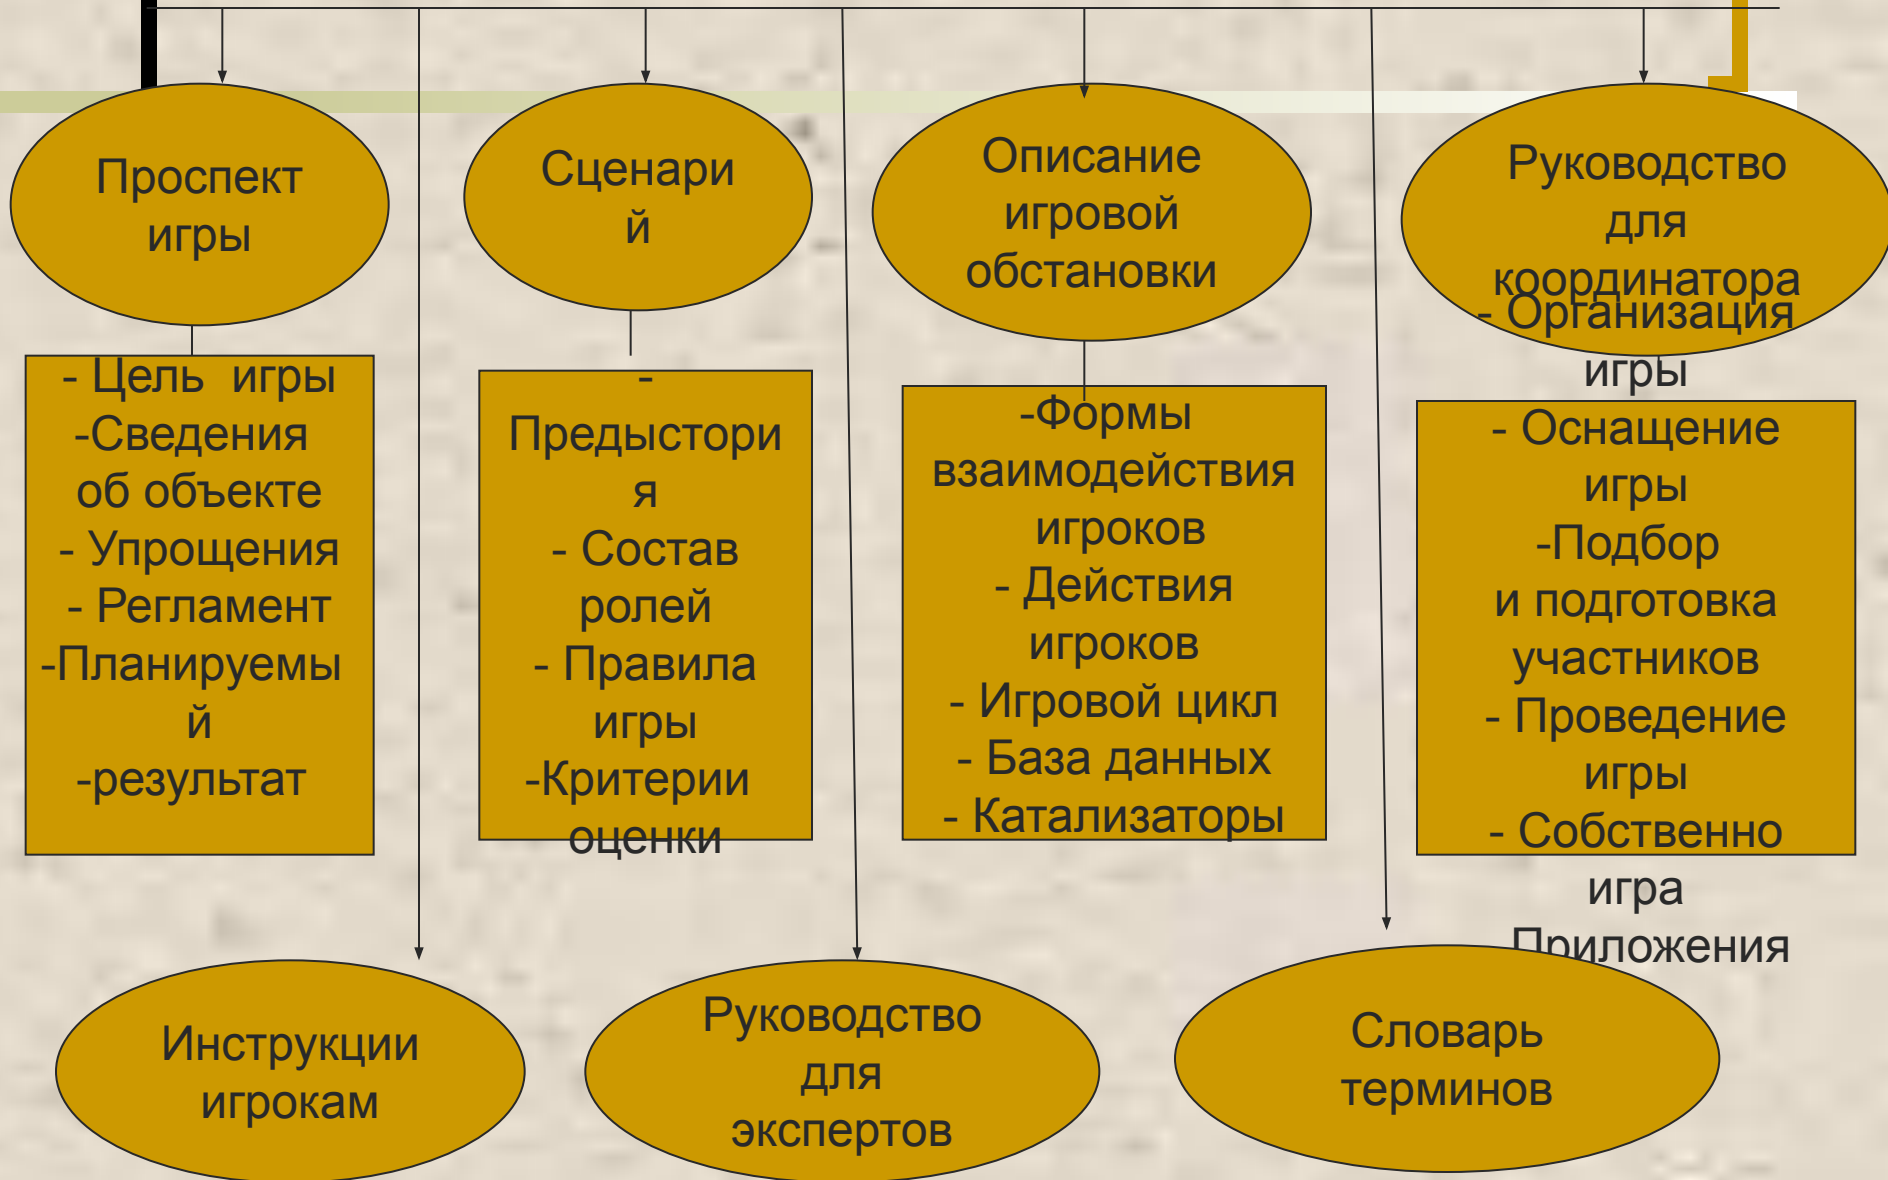 Проспект
игры
Сценари
й
Описание
игровой
обстановки
Руководство
для
координатора
- Цель  игры
-Сведения
об объекте
- Упрощения
- Регламент
-Планируемы
й
-результат
-
Предыстори
я
- Состав
ролей
- Правила
игры
-Критерии
оценки
-Формы
взаимодействия
игроков
- Действия
игроков
- Игровой цикл
- База данных
- Катализаторы
- Организация
игры
- Оснащение
игры
-Подбор
и подготовка
участников
- Проведение
игры
- Собственно
игра
Приложения
Инструкции
игрокам
Руководство
для
экспертов
Словарь
терминов